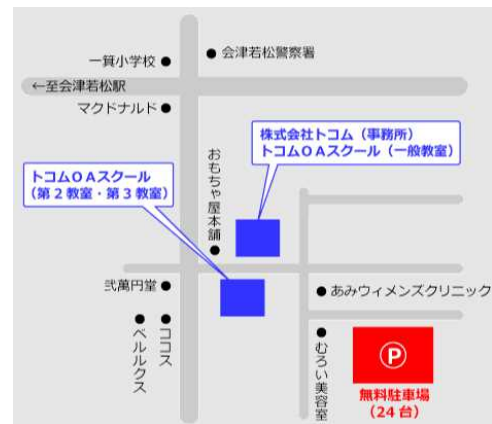 一箕小学校
会津若松警察署
←至会津若松駅
マクドナルド
株式会社トコム（事務所）
トコムOAスクール（一般教室）
トコムOAスクール
（第2教室・第3教室）
おもちゃ屋本舗
弐萬円堂
あみウィメンズクリニック
ココス
ベルルクス
むろい美容室
P
無料駐車場
（24台）